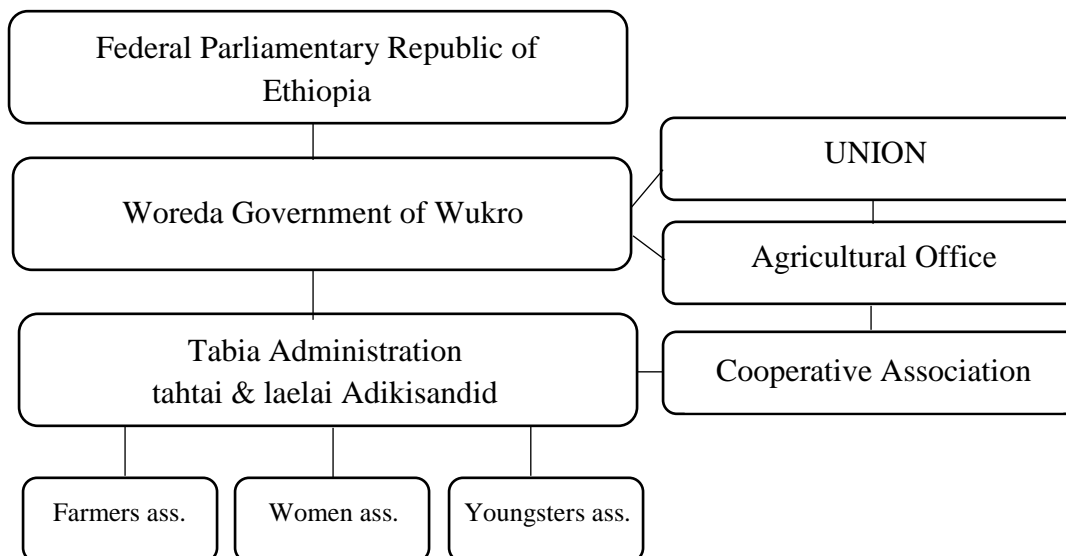 Federal Parliamentary Republic of
Ethiopia
UNION
Woreda Government of Wukro
Agricultural Office
Tabia Administration
tahtai & laelai Adikisandid
Cooperative Association
Farmers ass.
Women ass.
Youngsters ass.